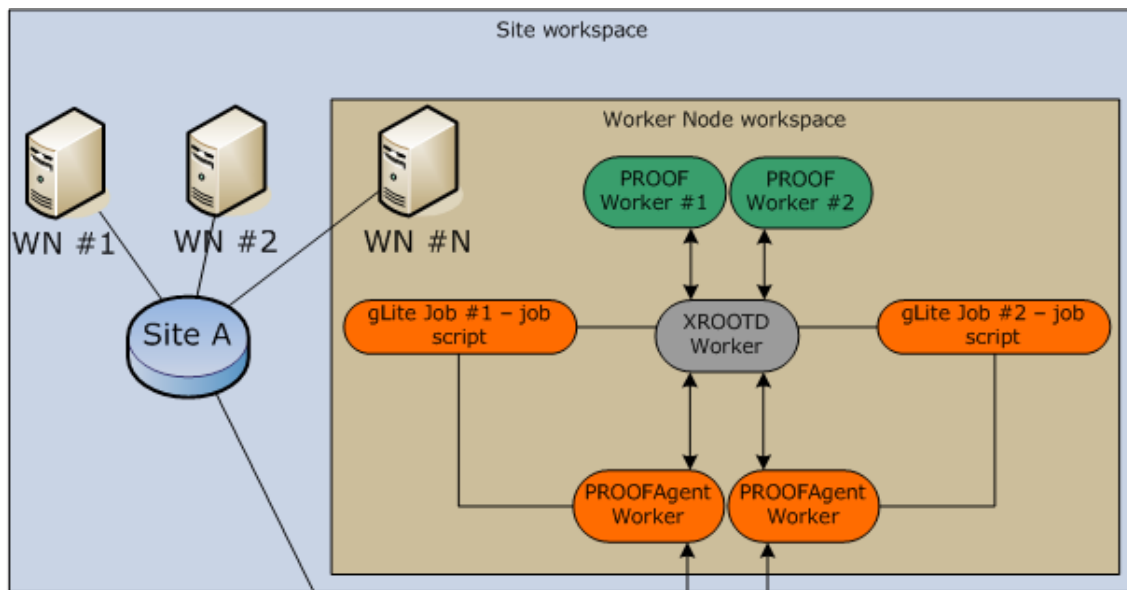 Site workspace
Worker Node workspace
WN #1
WN #2
WN #N
Site A
PROOF
Worker #1
PROOF
Worker #2
gLite Job #1 – job
script
XROOTD
Worker
gLite Job #2 – job
script
PROOFAgent
Worker
PROOFAgent
Worker